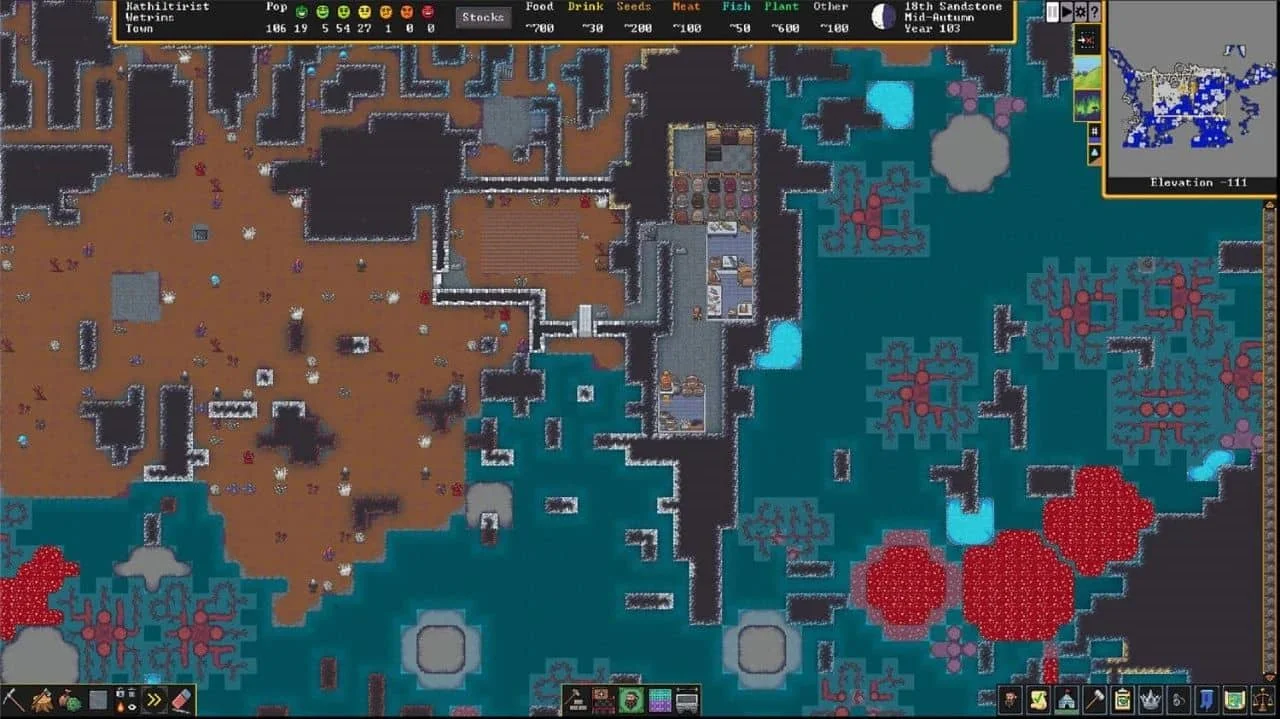 Kathiltirist
Wetrins
Town
Pop
106 19 5 54 27 1 0 0
Stocks
Food Drink Seeds Meat Fish Plant Other
~700 ~30 ~200 ~100 ~50 ~600 ~100
18th Sandstone
Mid-Autumn
Year 103
?
Elevation -111